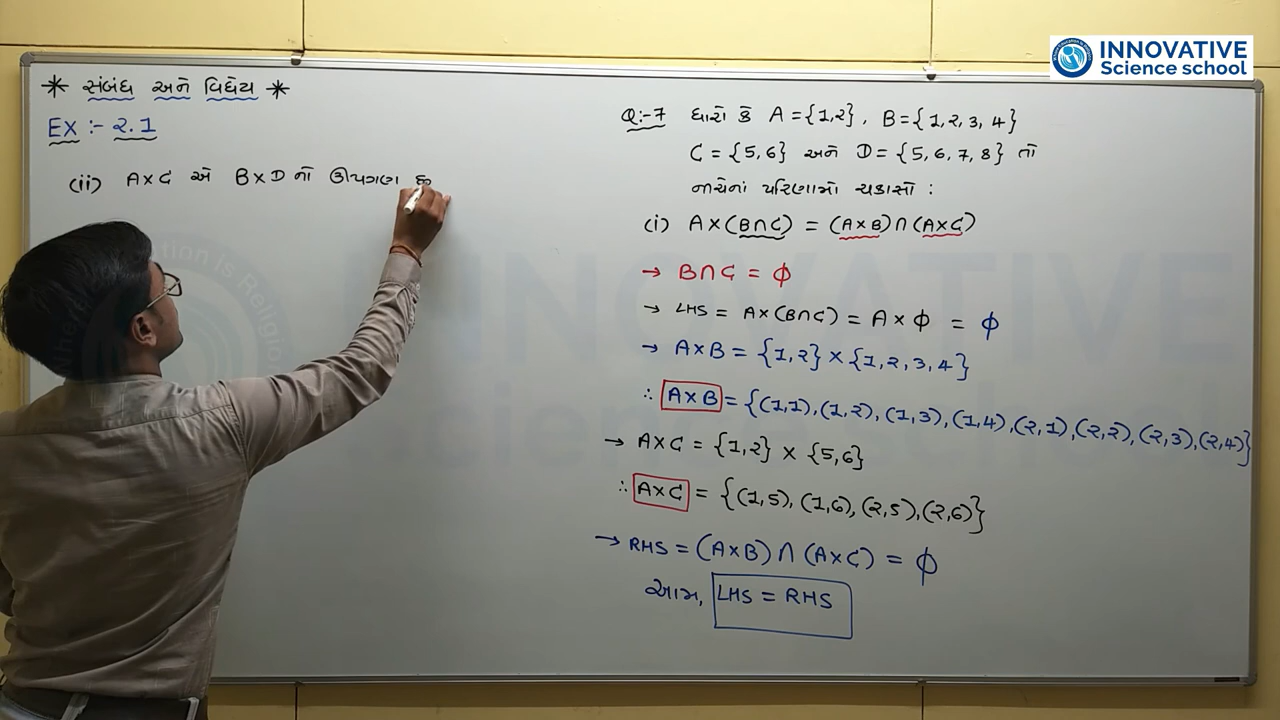 INNOVATIVE
Science school
* સંબંધ અને વિધેય *
EX :- 2.1
(ii) A×C એ B×D નો ઊપગણ છે
Q:-7 ધારો કે A = {1,2}, B = {1, 2, 3, 4}
C = {5,6} અને D = {5, 6, 7, 8} તો
નીચેનાં પરિણામો ચકાસો :
(i) A×(B∩C) = (A×B)∩(A×C)
→ B∩C = ϕ
→ LHS = A×(B∩C) = A × ϕ = ϕ
→ A×B = {1,2} × {1, 2, 3, 4}
∴ A×B = {(1,1), (1,2), (1,3), (1,4), (2,1), (2,2), (2,3), (2,4)}
→ A×C = {1,2} × {5,6}
∴ A×C = {(1,5), (1,6), (2,5), (2,6)}
→ RHS = (A×B) ∩ (A×C) = ϕ
આમ, LHS = RHS